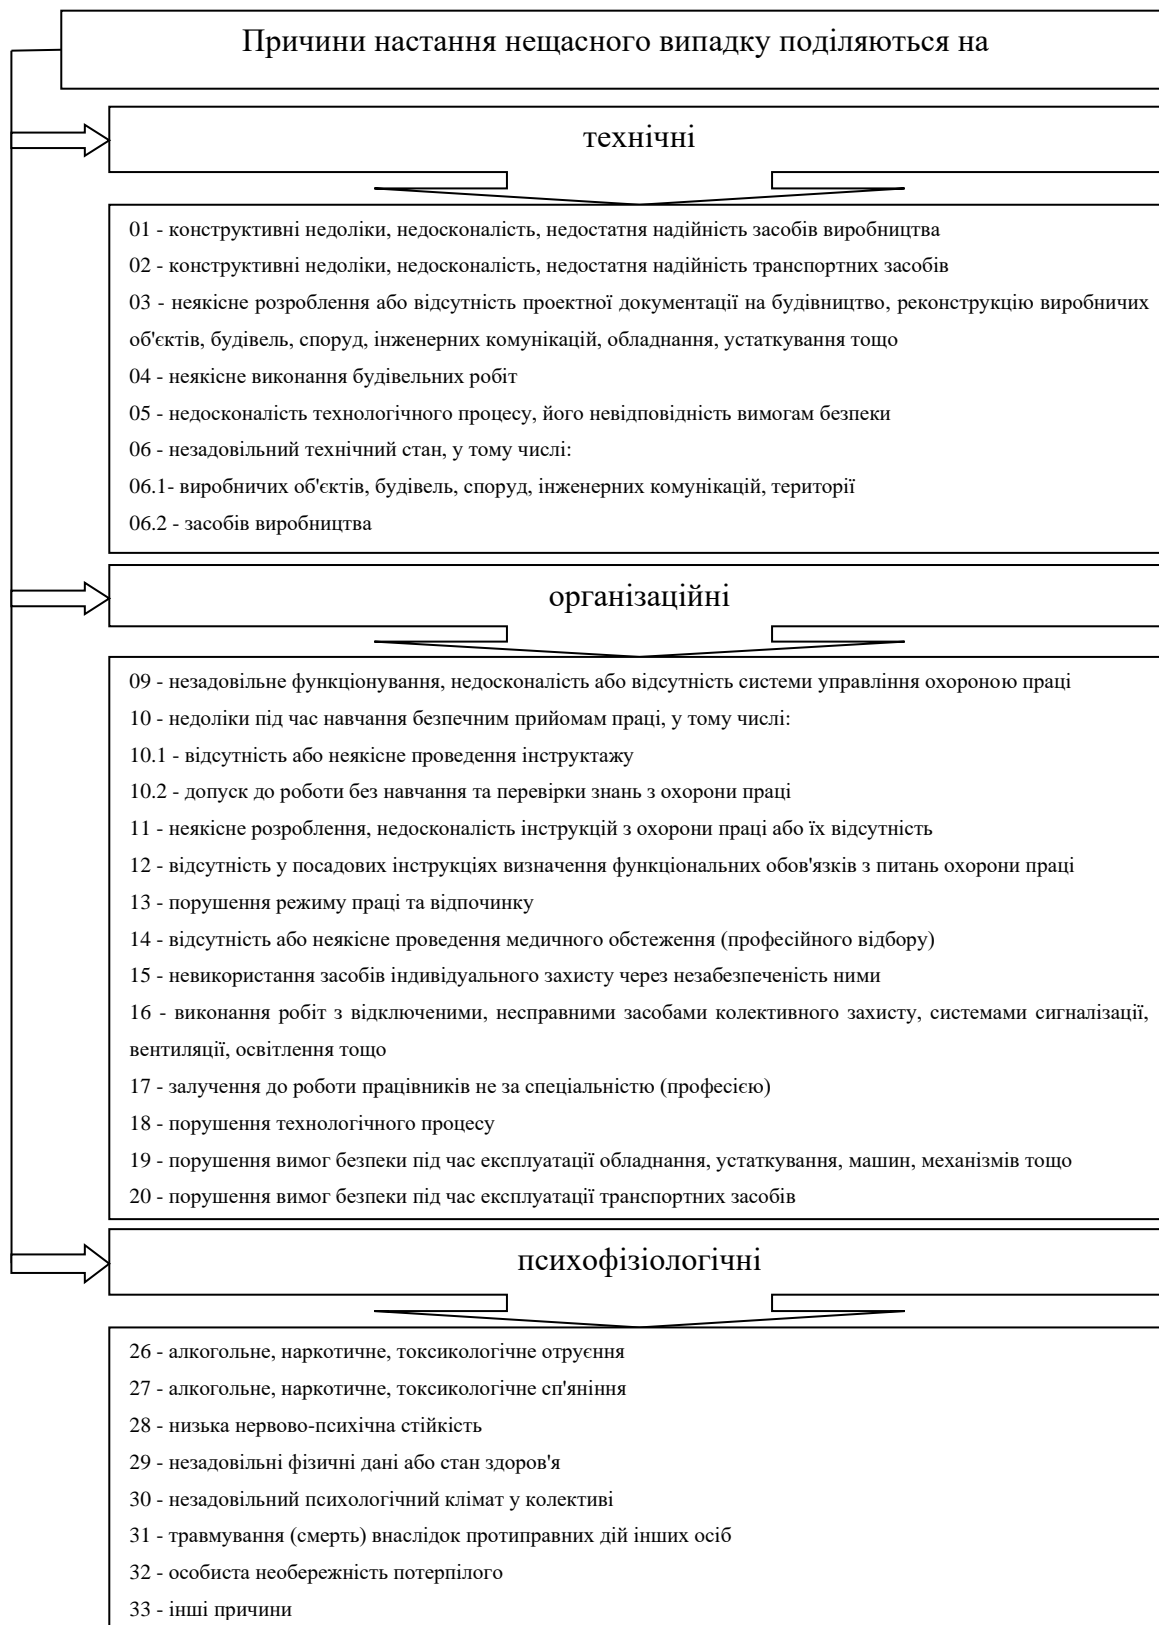 Причини настання нещасного випадку поділяються на
технічні
01 - конструктивні недоліки, недосконалість, недостатня надійність засобів виробництва
02 - конструктивні недоліки, недосконалість, недостатня надійність транспортних засобів
03 - неякісне розроблення або відсутність проектної документації на будівництво, реконструкцію виробничих
об'єктів, будівель, споруд, інженерних комунікацій, обладнання, устаткування тощо
04 - неякісне виконання будівельних робіт
05 - недосконалість технологічного процесу, його невідповідність вимогам безпеки
06 - незадовільний технічний стан, у тому числі:
06.1- виробничих об'єктів, будівель, споруд, інженерних комунікацій, території
06.2 - засобів виробництва
організаційні
09 - незадовільне функціонування, недосконалість або відсутність системи управління охороною праці
10 - недоліки під час навчання безпечним прийомам праці, у тому числі:
10.1 - відсутність або неякісне проведення інструктажу
10.2 - допуск до роботи без навчання та перевірки знань з охорони праці
11 - неякісне розроблення, недосконалість інструкцій з охорони праці або їх відсутність
12 - відсутність у посадових інструкціях визначення функціональних обов'язків з питань охорони праці
13 - порушення режиму праці та відпочинку
14 - відсутність або неякісне проведення медичного обстеження (професійного відбору)
15 - невикористання засобів індивідуального захисту через незабезпеченість ними
16 - виконання робіт з відключеними, несправними засобами колективного захисту, системами сигналізації,
вентиляції, освітлення тощо
17 - залучення до роботи працівників не за спеціальністю (професією)
18 - порушення технологічного процесу
19 - порушення вимог безпеки під час експлуатації обладнання, устаткування, машин, механізмів тощо
20 - порушення вимог безпеки під час експлуатації транспортних засобів
психофізіологічні
26 - алкогольне, наркотичне, токсикологічне отруєння
27 - алкогольне, наркотичне, токсикологічне сп'яніння
28 - низька нервово-психічна стійкість
29 - незадовільні фізичні дані або стан здоров'я
30 - незадовільний психологічний клімат у колективі
31 - травмування (смерть) внаслідок протиправних дій інших осіб
32 - особиста необережність потерпілого
33 - інші причини